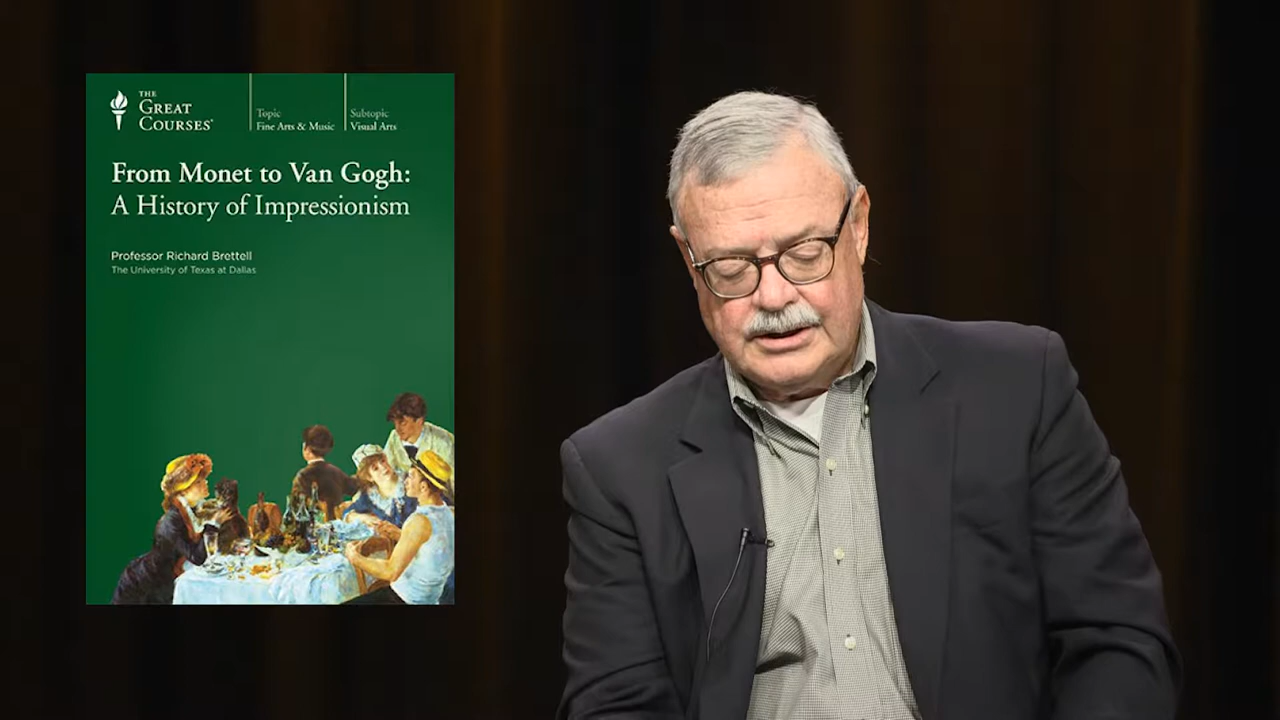 THE
GREAT
COURSES®
Topic
Fine Arts & Music
Subtopic
Visual Arts
From Monet to Van Gogh:
A History of Impressionism
Professor Richard Brettell
The University of Texas at Dallas